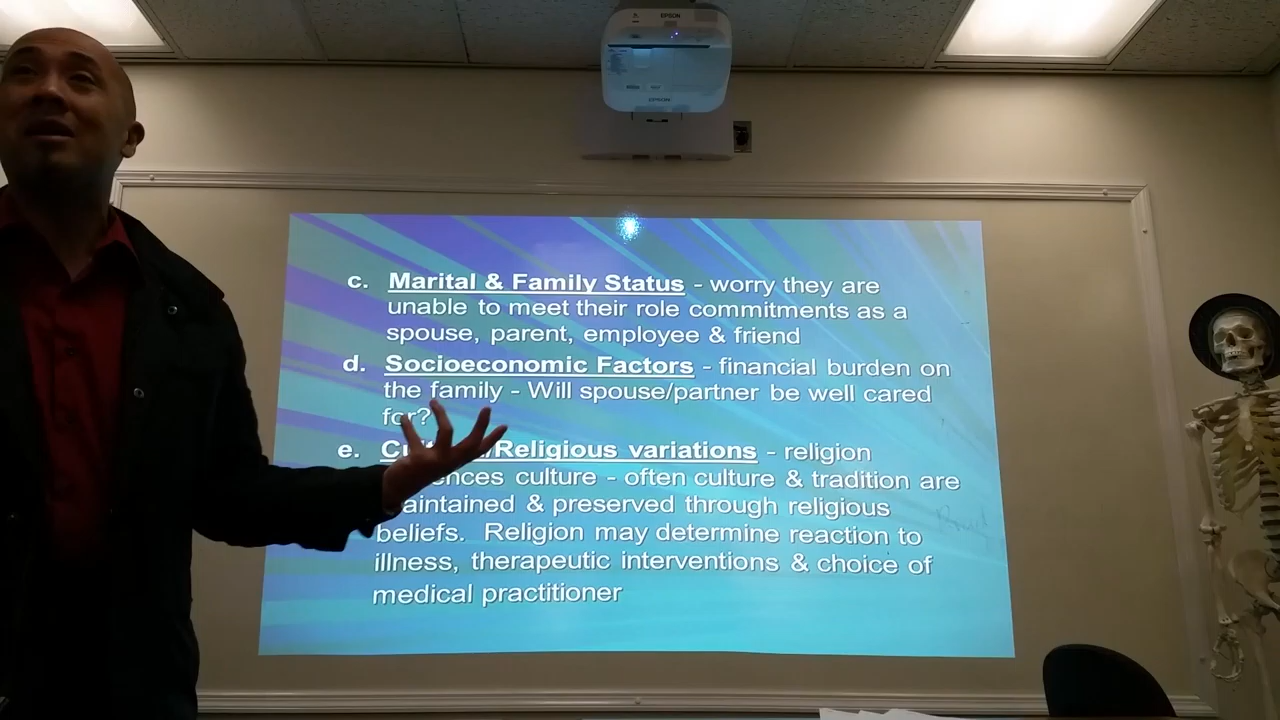 EPSON
EPSON
c. Marital & Family Status - worry they are
unable to meet their role commitments as a
spouse, parent, employee & friend
d. Socioeconomic Factors - financial burden on
the family - Will spouse/partner be well cared
for?
e. /Religious variations - religion
culture - often culture & tradition are
maintained & preserved through religious
beliefs. Religion may determine reaction to
illness, therapeutic interventions & choice of
medical practitioner